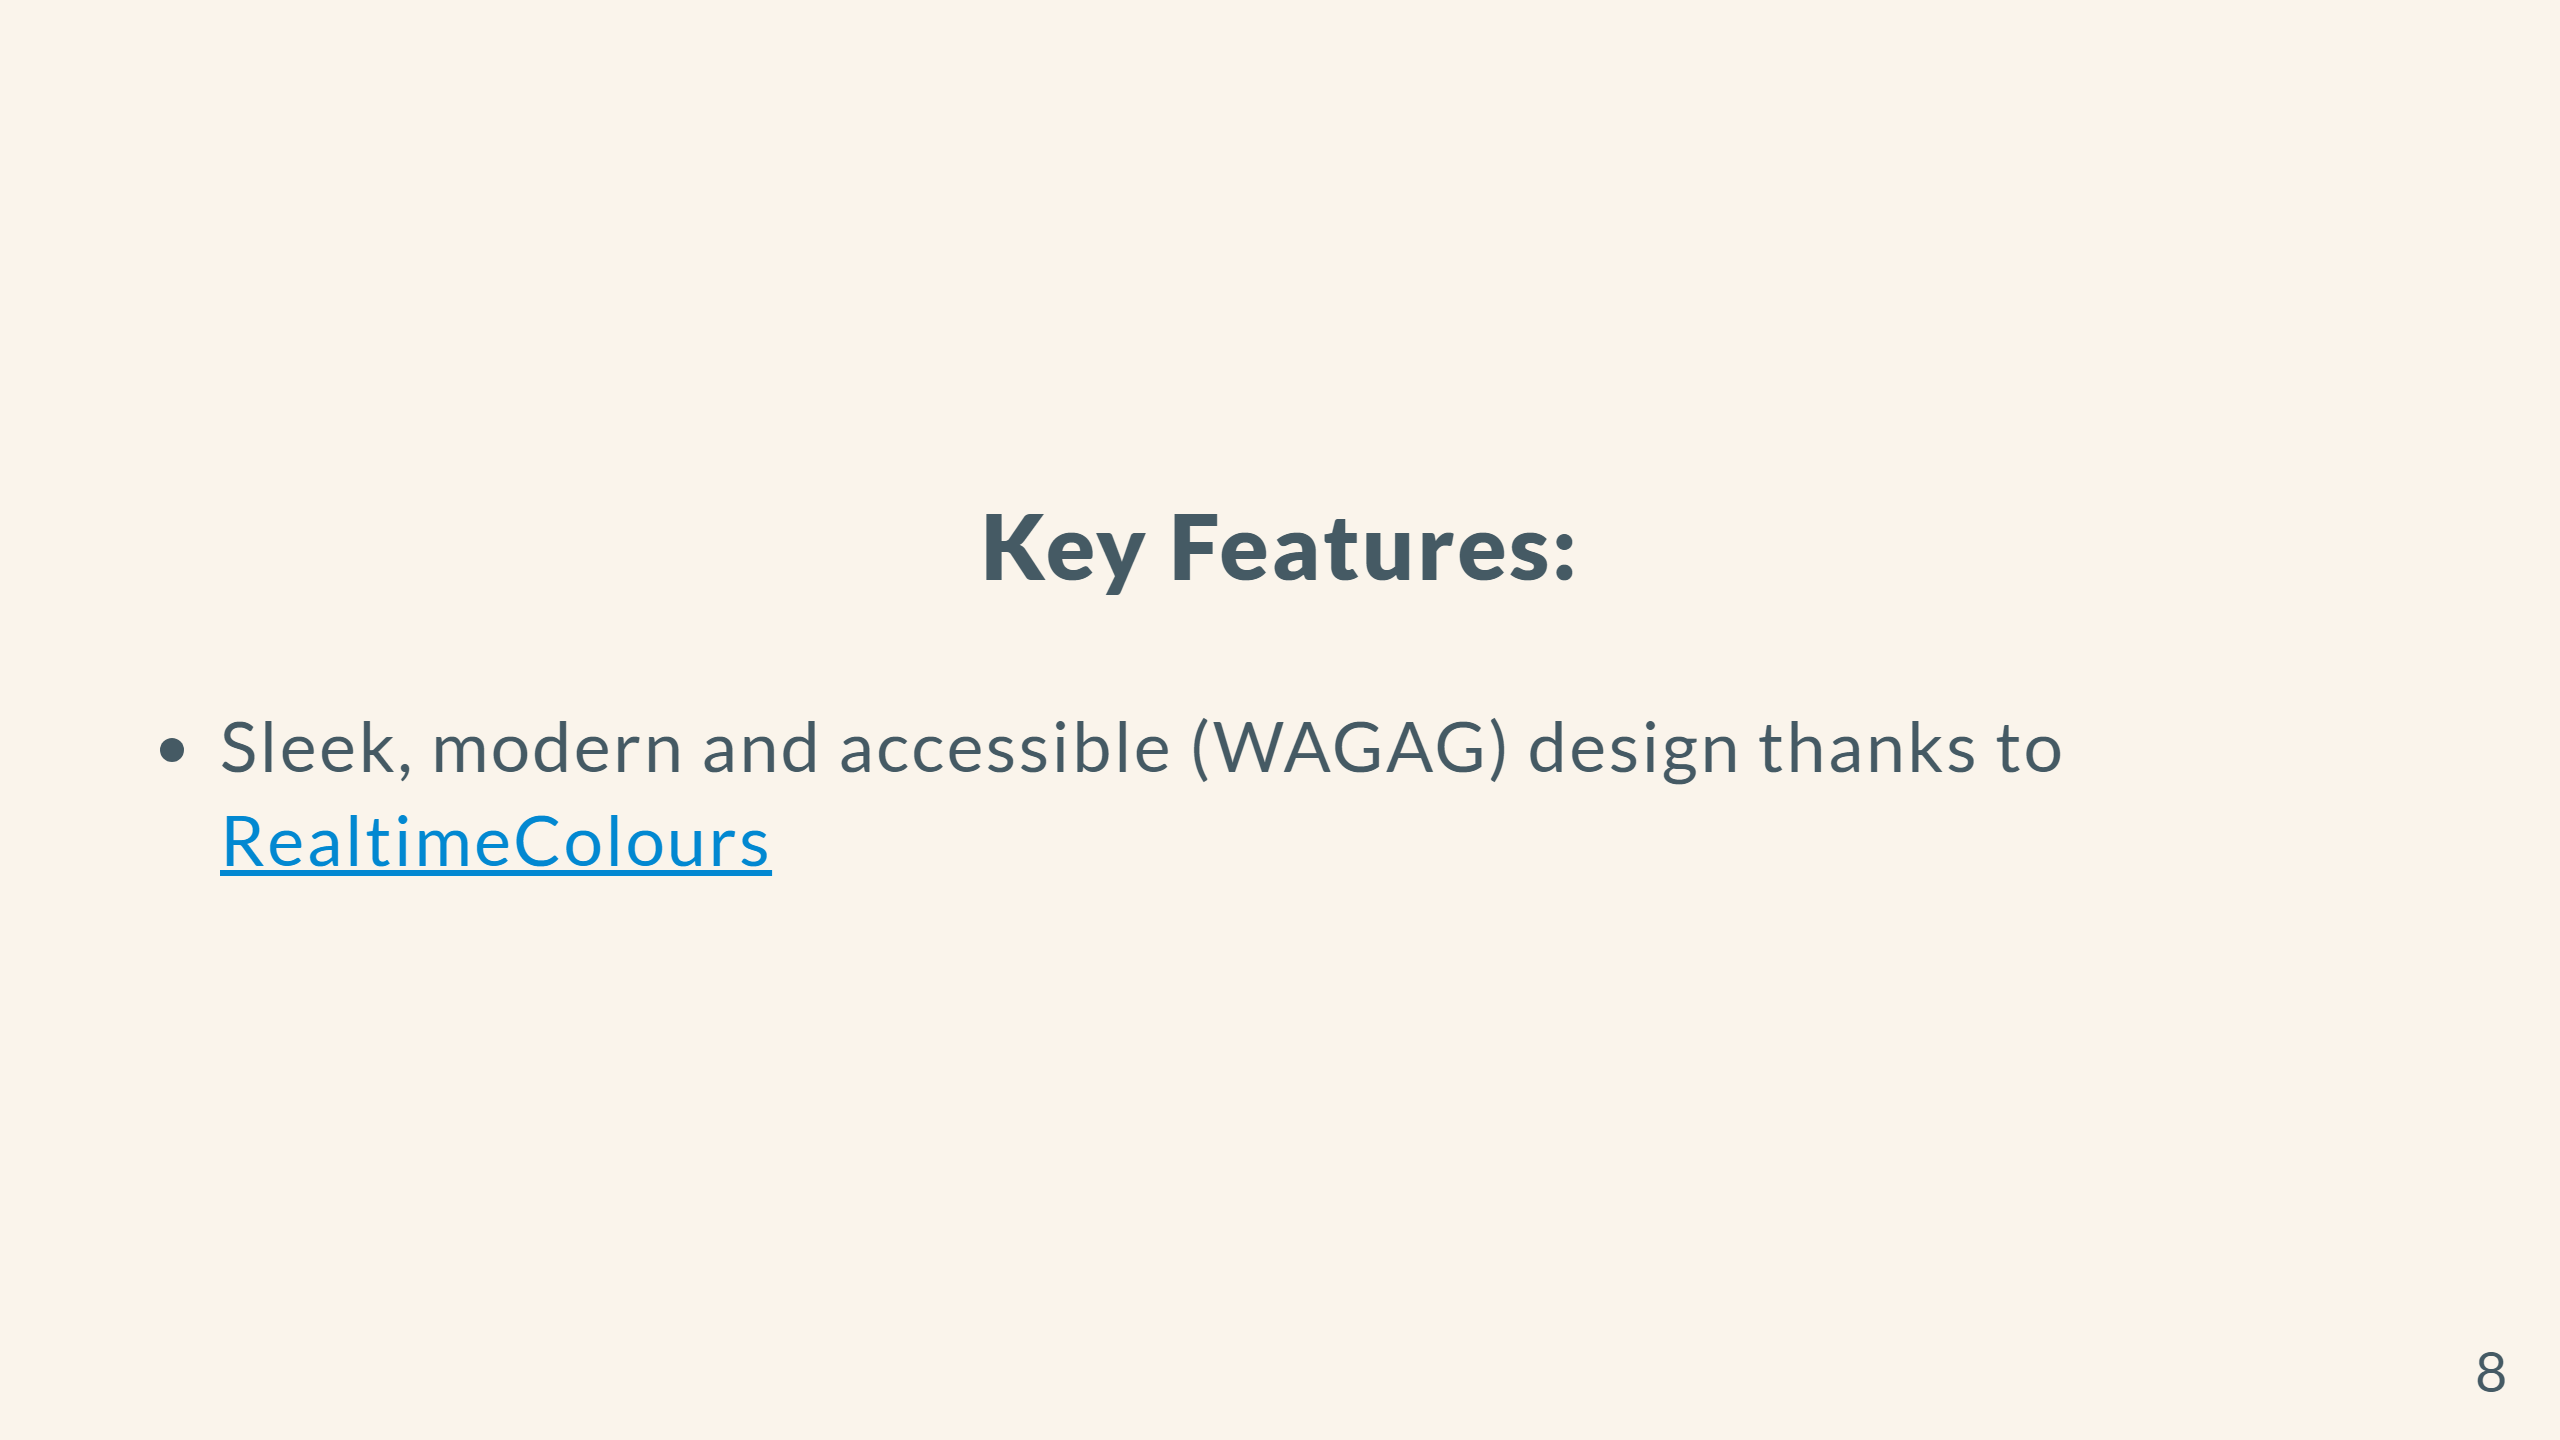 Key Features:
• Sleek, modern and accessible (WAGAG) design thanks to
RealtimeColours
8